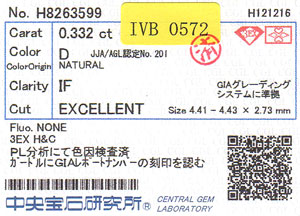 No. H8263599
H121216
IVB 0572
Carat 0.332 ct
Color D JJA/AGL認定No.201
ColorOrigin NATURAL
Clarity IF
GIAグレーディング
システムに準拠
Cut EXCELLENT Size 4.41 - 4.43 × 2.73 mm
Fluo. NONE
3EX H&C
PL分析にて色因検査済
ガードルにGIAレポートナンバーの刻印を認む
中央宝石研究所®
CENTRAL GEM
LABORATORY